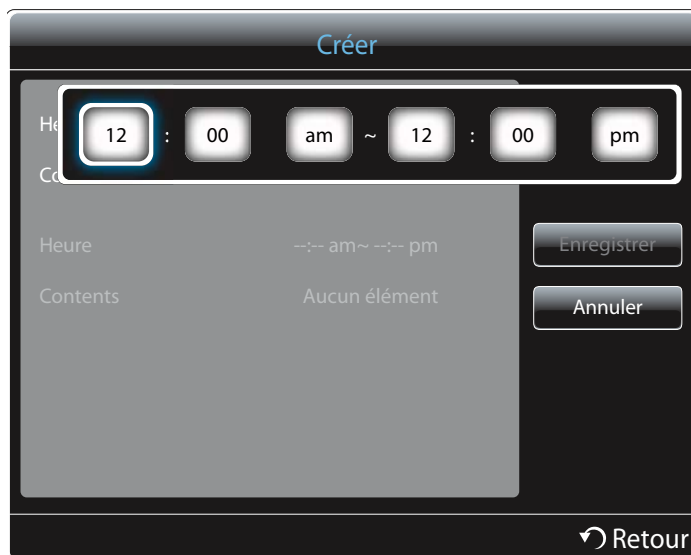 Créer
12 : 00 am ~ 12 : 00 pm
Heure --:-- am~ --:-- pm
Enregistrer
Contents Aucun élément
Annuler
Retour